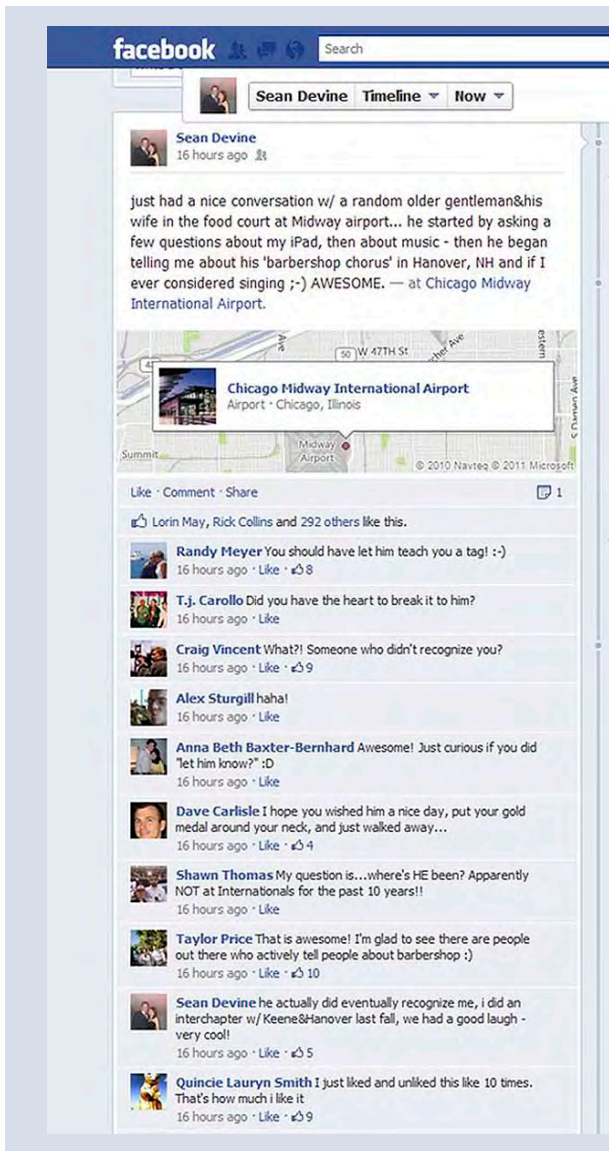 facebook
Search
Sean Devine Timeline Now
Sean Devine
16 hours ago
just had a nice conversation w/ a random older gentleman&his
wife in the food court at Midway airport... he started by asking a
few questions about my iPad, then about music - then he began
telling me about his 'barbershop chorus' in Hanover, NH and if I
ever considered singing ;-) AWESOME. — at Chicago Midway
International Airport.
Ave
50 W 47TH St
Ave
Chicago Midway International Airport
Airport · Chicago, Illinois
S Damen Ave
Summit
Midway
Airport
© 2010 Navteq © 2011 Microsoft
Like · Comment · Share 1
Lorin May, Rick Collins and 292 others like this.
Randy Meyer You should have let him teach you a tag! :-)
16 hours ago · Like · 8
T.j. Carollo Did you have the heart to break it to him?
16 hours ago · Like
Craig Vincent What?! Someone who didn't recognize you?
16 hours ago · Like · 9
Alex Sturgill haha!
16 hours ago · Like
Anna Beth Baxter-Bernhard Awesome! Just curious if you did
"let him know?" :D
16 hours ago · Like
Dave Carlisle I hope you wished him a nice day, put your gold
medal around your neck, and just walked away...
16 hours ago · Like · 4
Shawn Thomas My question is...where's HE been? Apparently
NOT at Internationals for the past 10 years!!
16 hours ago · Like
Taylor Price That is awesome! I'm glad to see there are people
out there who actively tell people about barbershop :)
16 hours ago · Like · 10
Sean Devine he actually did eventually recognize me, i did an
interchapter w/ Keene&Hanover last fall, we had a good laugh -
very cool!
16 hours ago · Like · 5
Quincie Lauryn Smith I just liked and unliked this like 10 times.
That's how much i like it
16 hours ago · Like · 9